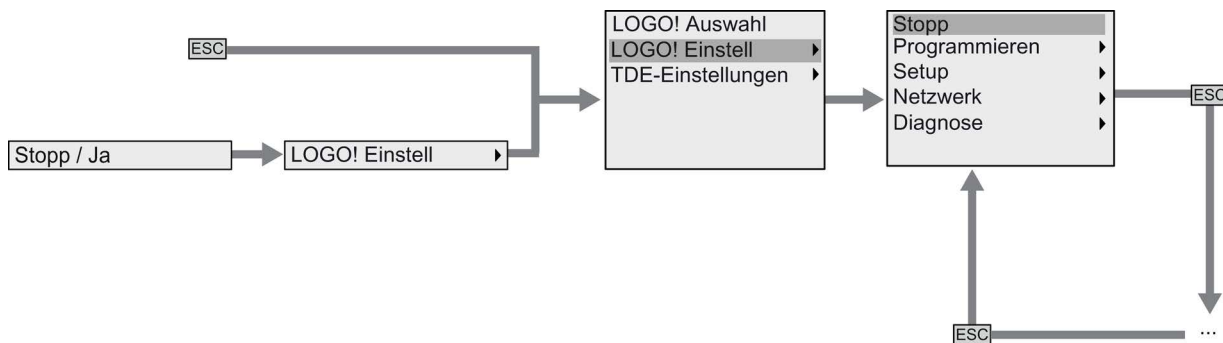 ESC
Stopp / Ja
LOGO! Einstell
LOGO! Auswahl
LOGO! Einstell
TDE-Einstellungen
Stopp
Programmieren
Setup
Netzwerk
Diagnose
ESC
...
ESC